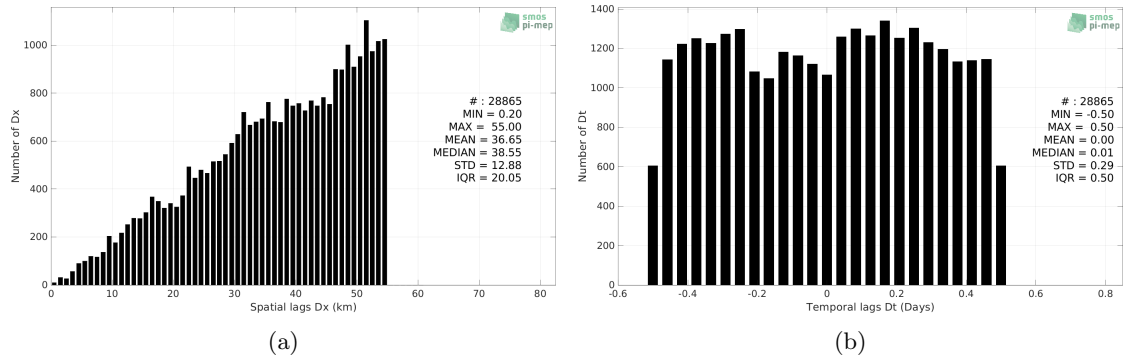 smos
pi-mep
1000
800
600
400
200
0
Number of Dx
# : 28865
MIN = 0.20
MAX = 55.00
MEAN = 36.65
MEDIAN = 38.55
STD = 12.88
IQR = 20.05
0 10 20 30 40 50 60 70 80
Spatial lags Dx (km)
(a)
smos
pi-mep
1400
1200
1000
800
600
400
200
0
Number of Dt
# : 28865
MIN = -0.50
MAX = 0.50
MEAN = 0.00
MEDIAN = 0.01
STD = 0.29
IQR = 0.50
-0.6 -0.4 -0.2 0 0.2 0.4 0.6 0.8
Temporal lags Dt (Days)
(b)